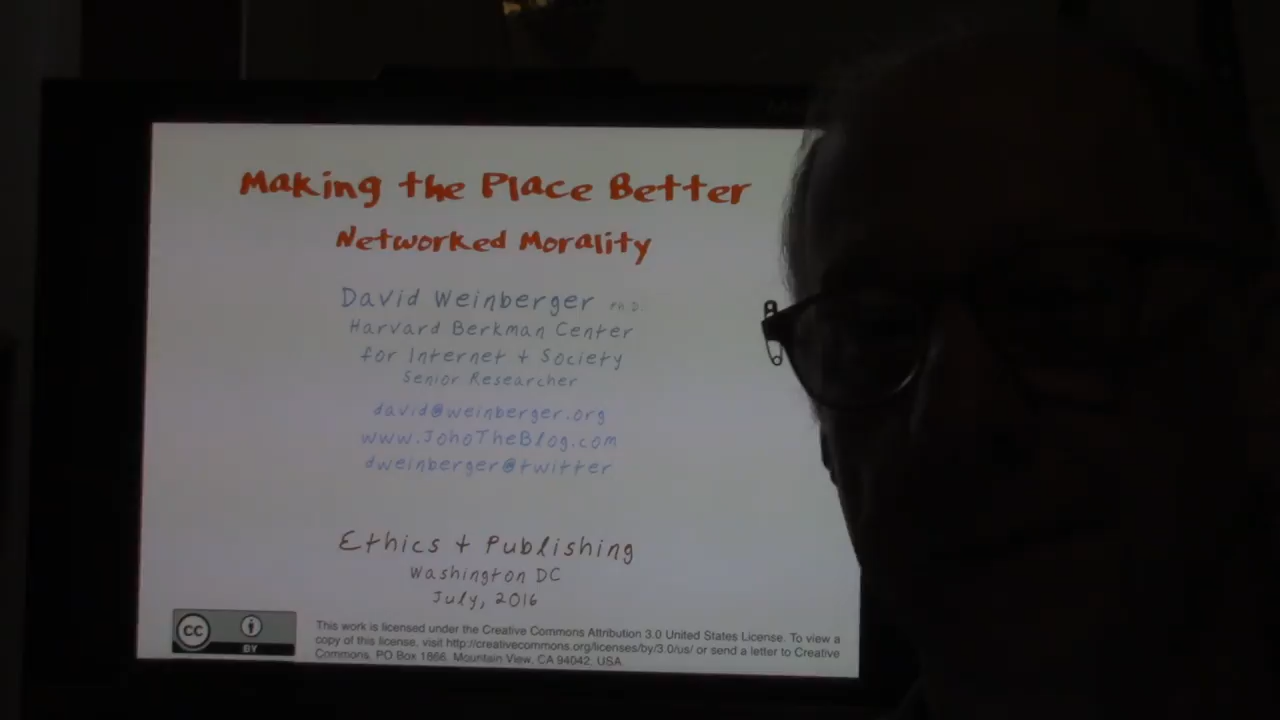 Making the Place Better
Networked Morality
David Weinberger Ph.D.
Harvard Berkman Center
for Internet + Society
Senior Researcher
david@weinberger.org
www.JohoTheBlog.com
dweinberger@twitter
Ethics + Publishing
Washington DC
July, 2016
CC
BY
This work is licensed under the Creative Commons Attribution 3.0 United States License. To view a
copy of this license, visit http://creativecommons.org/licenses/by/3.0/us/ or send a letter to Creative
Commons, PO Box 1866, Mountain View, CA 94042, USA.